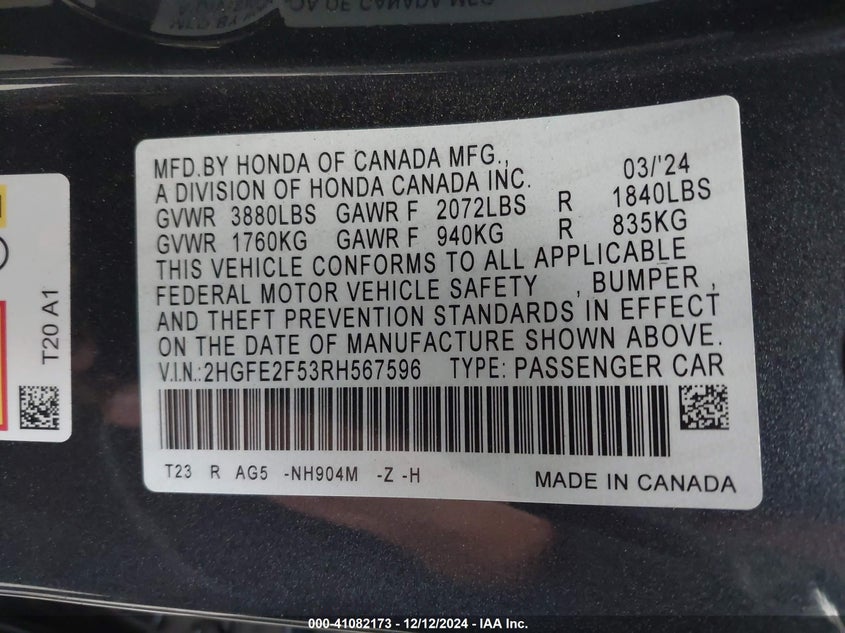 MFD.BY HONDA OF CANADA MFG., 03/'24
A DIVISION OF HONDA CANADA INC.
GVWR 3880LBS GAWR F 2072LBS R 1840LBS
GVWR 1760KG GAWR F 940KG R 835KG
THIS VEHICLE CONFORMS TO ALL APPLICABLE
FEDERAL MOTOR VEHICLE SAFETY , BUMPER ,
AND THEFT PREVENTION STANDARDS IN EFFECT
ON THE DATE OF MANUFACTURE SHOWN ABOVE.
V.I.N.:2HGFE2F53RH567596 TYPE: PASSENGER CAR
T23 R AG5 -NH904M -Z -H MADE IN CANADA
T20 A1
000-41082173 - 12/12/2024 - IAA Inc.